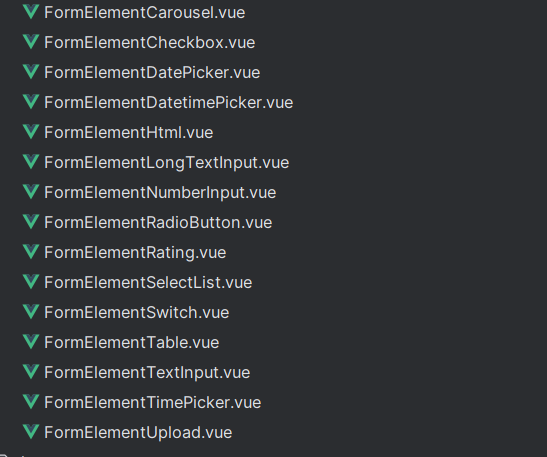 FormElementCarousel.vue
FormElementCheckbox.vue
FormElementDatePicker.vue
FormElementDatetimePicker.vue
FormElementHtml.vue
FormElementLongTextInput.vue
FormElementNumberInput.vue
FormElementRadioButton.vue
FormElementRating.vue
FormElementSelectList.vue
FormElementSwitch.vue
FormElementTable.vue
FormElementTextInput.vue
FormElementTimePicker.vue
FormElementUpload.vue